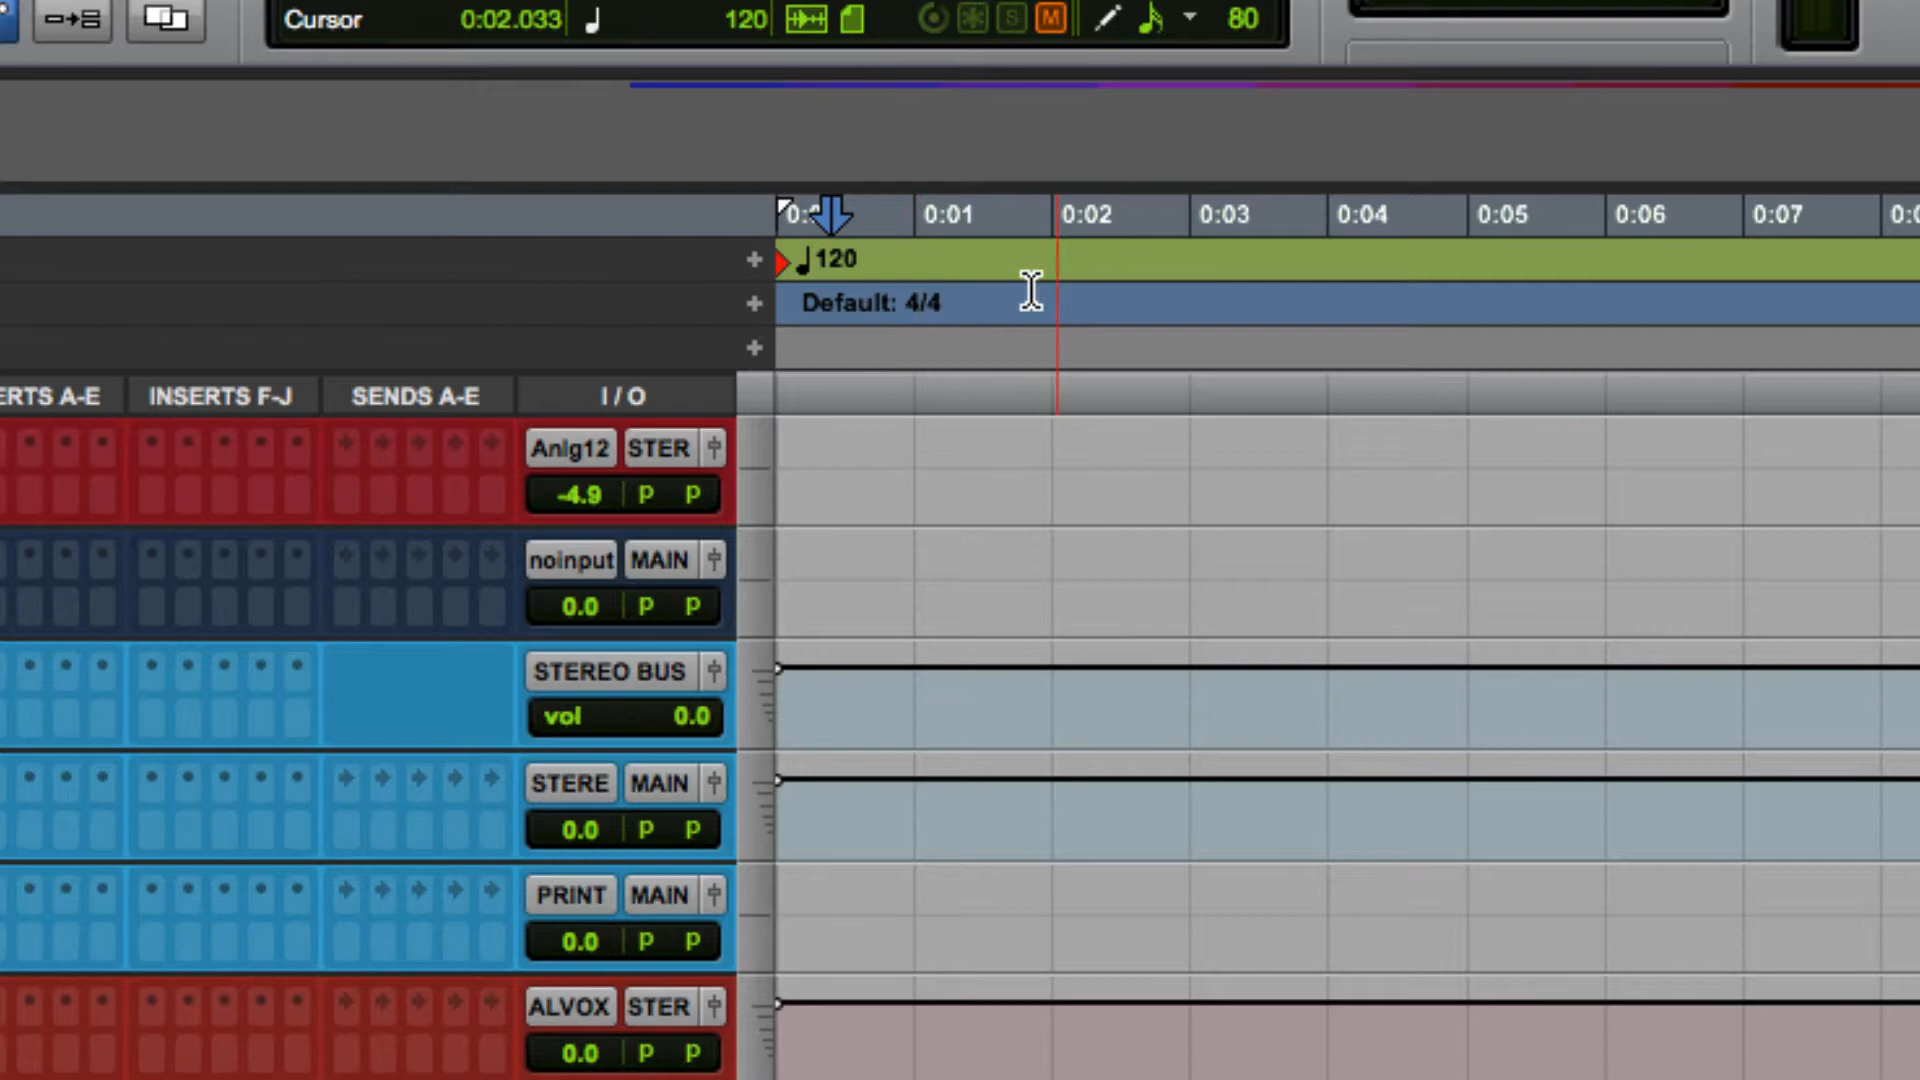 Cursor 0:02.033 120 S M 80
0:01 0:02 0:03 0:04 0:05 0:06 0:07
120
Default: 4/4
INSERTS F-J SENDS A-E I / O
Anlg12 STER
-4.9 p p
noinput MAIN
0.0 p p
STEREO BUS
vol 0.0
STERE MAIN
0.0 p p
PRINT MAIN
0.0 p p
ALVOX STER
0.0 p p